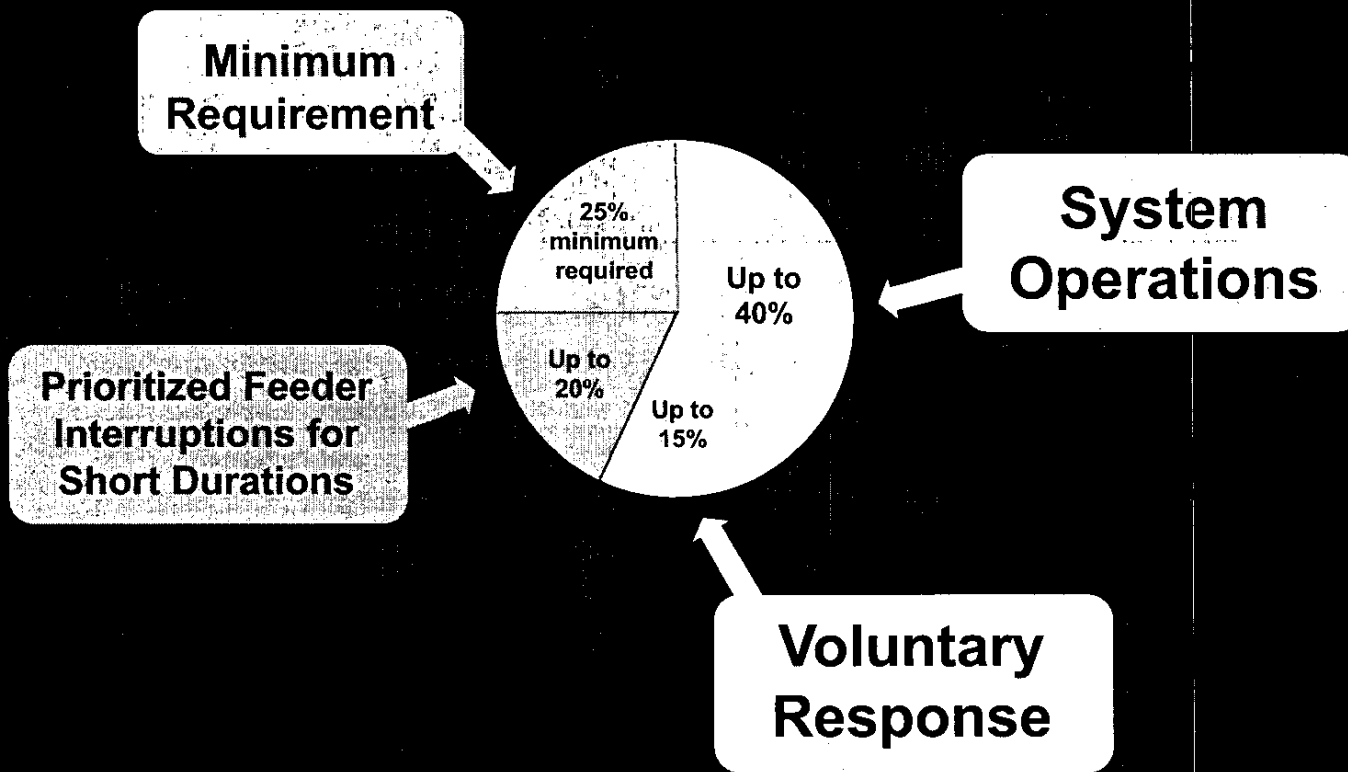 Minimum
Requirement
25%
minimum
required
Up to
40%
System
Operations
Prioritized Feeder
Interruptions for
Short Durations
Up to
20%
Up to
15%
Voluntary
Response